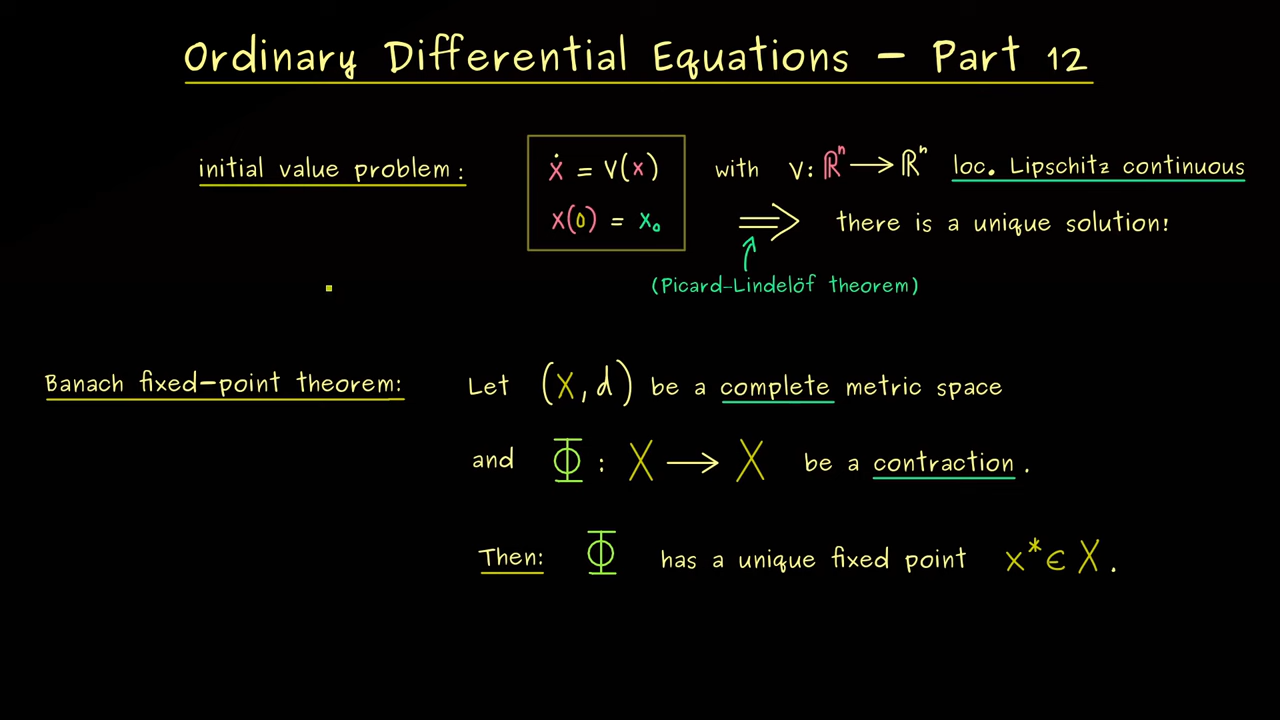 Ordinary Differential Equations – Part 12
initial value problem: ẋ = v(x) with v: ℝⁿ ⟶ ℝⁿ loc. Lipschitz continuous
x(0) = x₀ ⟹ there is a unique solution!
(Picard-Lindelöf theorem)
Banach fixed-point theorem: Let (X, d) be a complete metric space
and Φ : X ⟶ X be a contraction.
Then: Φ has a unique fixed point x* ∈ X.